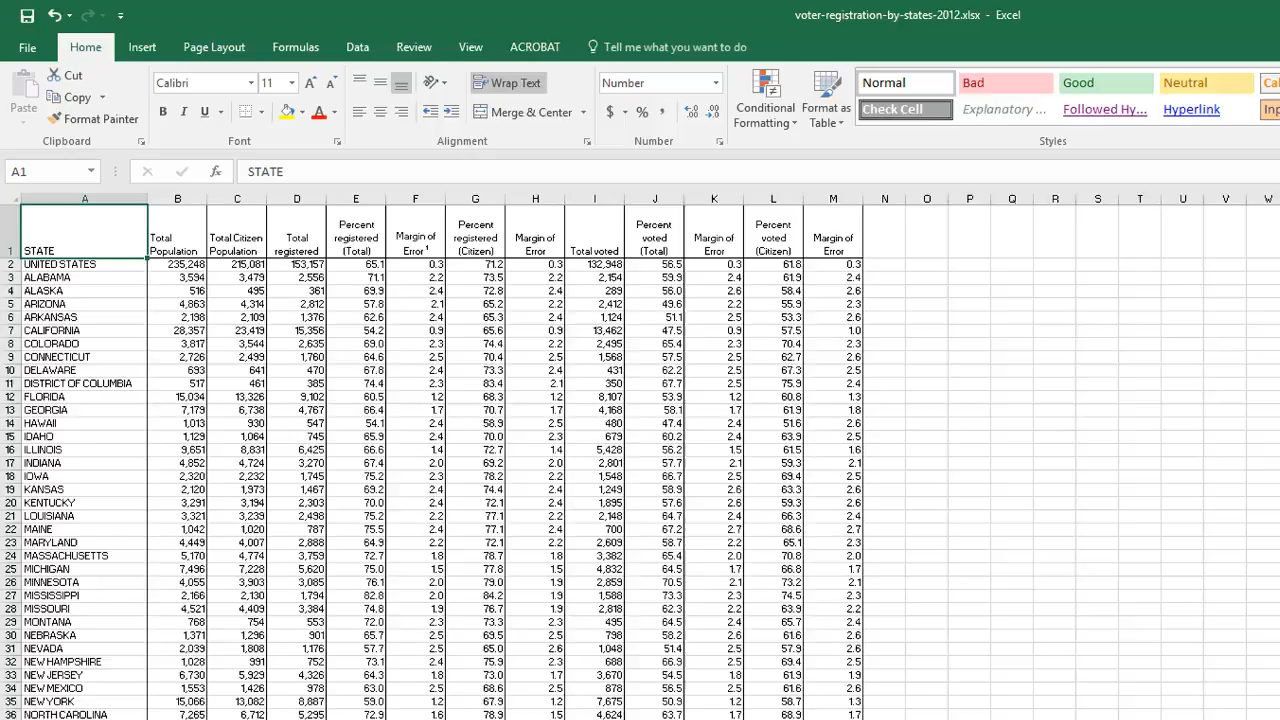 voter-registration-by-states-2012.xlsx - Excel
File Home Insert Page Layout Formulas Data Review View ACROBAT Tell me what you want to do
Cut
Copy
Format Painter
Paste
Clipboard
Calibri 11
B I U
Font
Wrap Text
Merge & Center
Alignment
Number
$ % ,
Number
Conditional Formatting
Format as Table
Normal Bad Good Neutral
Check Cell Explanatory ... Followed Hy... Hyperlink
Styles
A1 fx STATE
A B C D E F G H I J K L M N O P Q R S T U V W
1 STATE Total Population Total Citizen Population Total registered Percent registered (Total) Margin of Error 1 Percent registered (Citizen) Margin of Error Total voted Percent voted (Total) Margin of Error Percent voted (Citizen) Margin of Error
2 UNITED STATES 235,248 215,081 153,157 65.1 0.3 71.2 0.3 132,948 56.5 0.3 61.8 0.3
3 ALABAMA 3,594 3,479 2,556 71.1 2.2 73.5 2.2 2,154 59.9 2.4 61.9 2.4
4 ALASKA 516 495 361 69.9 2.4 72.8 2.4 289 56.0 2.6 58.4 2.6
5 ARIZONA 4,863 4,314 2,812 57.8 2.1 65.2 2.2 2,412 49.6 2.2 55.9 2.3
6 ARKANSAS 2,198 2,109 1,376 62.6 2.4 65.3 2.4 1,124 51.1 2.5 53.3 2.6
7 CALIFORNIA 28,357 23,419 15,356 54.2 0.9 65.6 0.9 13,462 47.5 0.9 57.5 1.0
8 COLORADO 3,817 3,544 2,635 69.0 2.3 74.4 2.2 2,495 65.4 2.3 70.4 2.3
9 CONNECTICUT 2,726 2,499 1,760 64.6 2.5 70.4 2.4 1,568 57.5 2.5 62.7 2.6
10 DELAWARE 693 641 470 67.8 2.4 73.3 2.4 431 62.2 2.5 67.3 2.5
11 DISTRICT OF COLUMBIA 517 461 385 74.4 2.3 83.4 2.1 350 67.7 2.5 75.9 2.4
12 FLORIDA 15,034 13,326 9,102 60.5 1.2 68.3 1.2 8,107 53.9 1.2 60.8 1.3
13 GEORGIA 7,179 6,738 4,767 66.4 1.7 70.7 1.7 4,168 58.1 1.7 61.9 1.8
14 HAWAII 1,013 930 547 54.1 2.4 58.9 2.5 480 47.4 2.4 51.6 2.6
15 IDAHO 1,129 1,064 745 65.9 2.4 70.0 2.3 679 60.2 2.4 63.9 2.5
16 ILLINOIS 9,651 8,831 6,425 66.6 1.4 72.7 1.4 5,428 56.2 1.5 61.5 1.6
17 INDIANA 4,852 4,724 3,270 67.4 2.0 69.2 2.0 2,801 57.7 2.1 59.3 2.1
18 IOWA 2,320 2,232 1,745 75.2 2.3 78.2 2.2 1,548 66.7 2.5 69.4 2.5
19 KANSAS 2,120 1,973 1,467 69.2 2.4 74.4 2.4 1,249 58.9 2.6 63.3 2.6
20 KENTUCKY 3,291 3,194 2,303 70.0 2.4 72.1 2.4 1,895 57.6 2.6 59.3 2.6
21 LOUISIANA 3,321 3,239 2,498 75.2 2.2 77.1 2.2 2,148 64.7 2.4 66.3 2.4
22 MAINE 1,042 1,020 787 75.5 2.4 77.1 2.4 700 67.2 2.7 68.6 2.7
23 MARYLAND 4,449 4,007 2,888 64.9 2.2 72.1 2.2 2,609 58.7 2.2 65.1 2.3
24 MASSACHUSETTS 5,170 4,774 3,759 72.7 1.8 78.7 1.8 3,382 65.4 2.0 70.8 2.0
25 MICHIGAN 7,496 7,228 5,620 75.0 1.5 77.8 1.5 4,832 64.5 1.7 66.8 1.7
26 MINNESOTA 4,055 3,903 3,085 76.1 2.0 79.0 1.9 2,859 70.5 2.1 73.2 2.1
27 MISSISSIPPI 2,166 2,130 1,794 82.8 2.0 84.2 1.9 1,588 73.3 2.3 74.5 2.3
28 MISSOURI 4,521 4,409 3,384 74.8 1.9 76.7 1.9 2,818 62.3 2.2 63.9 2.2
29 MONTANA 768 754 553 72.0 2.3 73.3 2.3 495 64.5 2.4 65.7 2.4
30 NEBRASKA 1,371 1,296 901 65.7 2.5 69.5 2.5 798 58.2 2.6 61.6 2.6
31 NEVADA 2,039 1,808 1,176 57.7 2.5 65.0 2.6 1,048 51.4 2.5 57.9 2.7
32 NEW HAMPSHIRE 1,028 991 752 73.1 2.4 75.9 2.3 688 66.9 2.5 69.4 2.5
33 NEW JERSEY 6,730 5,929 4,326 64.3 1.8 73.0 1.7 3,670 54.5 1.8 61.9 1.9
34 NEW MEXICO 1,553 1,426 978 63.0 2.5 68.6 2.5 878 56.5 2.5 61.6 2.6
35 NEW YORK 15,066 13,082 8,887 59.0 1.2 67.9 1.2 7,675 50.9 1.2 58.7 1.3
36 NORTH CAROLINA 7,265 6,712 5,295 72.9 1.6 78.9 1.5 4,624 63.7 1.7 68.9 1.7